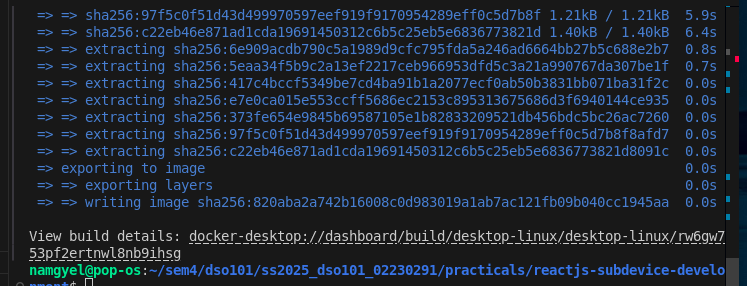 => => sha256:97f5c0f51d43d499970597eef919f9170954289eff0c5d7b8f 1.21kB / 1.21kB 5.9s
=> => sha256:c22eb46e871ad1cda19691450312c6b5c25eb5e6836773821d 1.40kB / 1.40kB 6.4s
=> => extracting sha256:6e909acdb790c5a1989d9cfc795fda5a246ad6664bb27b5c688e2b7 0.8s
=> => extracting sha256:5eaa34f5b9c2a13ef2217ceb966953dfd5c3a21a990767da307be1f 0.7s
=> => extracting sha256:417c4bccf5349be7cd4ba91b1a2077ecf0ab50b3831bb071ba31f2c 0.0s
=> => extracting sha256:e7e0ca015e553ccff5686ec2153c895313675686d3f6940144ce935 0.0s
=> => extracting sha256:373fe654e9845b69587105e1b82833209521db456bdc5bc26ac7260 0.0s
=> => extracting sha256:97f5c0f51d43d499970597eef919f9170954289eff0c5d7b8f8afd7 0.0s
=> => extracting sha256:c22eb46e871ad1cda19691450312c6b5c25eb5e6836773821d8091c 0.0s
=> exporting to image 0.0s
=> => exporting layers 0.0s
=> => writing image sha256:820aba2a742b16008c0d983019a1ab7ac121fb09b040cc1945aa 0.0s
View build details: docker-desktop://dashboard/build/desktop-linux/desktop-linux/rw6gw7
53pf2ertnwl8nb9ihsg
namgyel@pop-os:~/sem4/dso101/ss2025_dso101_02230291/practicals/reactjs-subdevice-develo
pment$